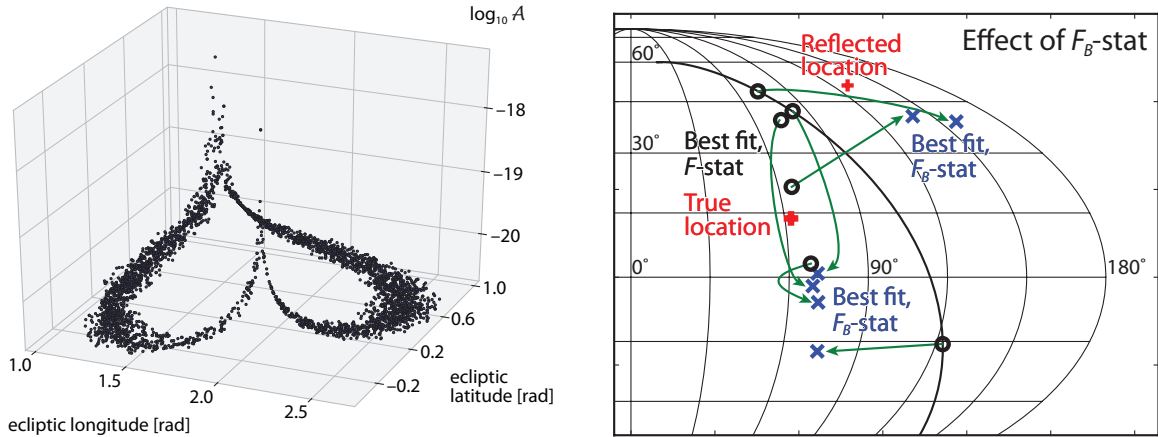 log₁₀ 𝒜
−18
−19
−20
1.0
0.6
0.2
−0.2
1.0
1.5
2.0
2.5
ecliptic
latitude [rad]
ecliptic longitude [rad]
Effect of F_B-stat
Reflected
location
60°
Best fit,
F-stat
Best fit,
F_B-stat
30°
True
location
0°
90°
180°
Best fit,
F_B-stat